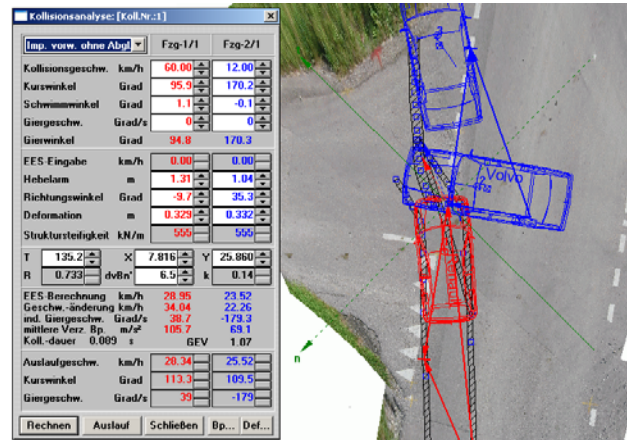 Kollisionsanalyse: [Koll.Nr.:1]
Imp. vorw. ohne Abgl. Fzg-1/1 Fzg-2/1
Kollisionsgeschw. km/h 60.00 12.00
Kurswinkel Grad 95.9 170.2
Schwimmwinkel Grad 1.1 -0.1
Giergeschw. Grad/s 0 0
Gierwinkel Grad 94.8 170.3
EES-Eingabe km/h 0.00 0.00
Hebelarm m 1.31 1.04
Richtungswinkel Grad -9.7 35.3
Deformation m 0.329 0.332
Struktursteifigkeit kN/m 555 555
T 135.2 X 7.816 Y 25.860
R 0.733 dvBn' 6.5 k 0.14
EES-Berechnung km/h 28.95 23.52
Geschw.-änderung km/h 34.04 22.26
ind. Giergeschw. Grad/s 38.7 -179.3
mittlere Verz. Bp. m/s² 105.7 69.1
Koll.-dauer 0.089 s GEV 1.07
Auslaufgeschw. km/h 28.34 25.52
Kurswinkel Grad 113.3 109.5
Giergeschw. Grad/s 39 -179
Rechnen Auslauf Schließen Bp... Def...
Volvo
Renault
n